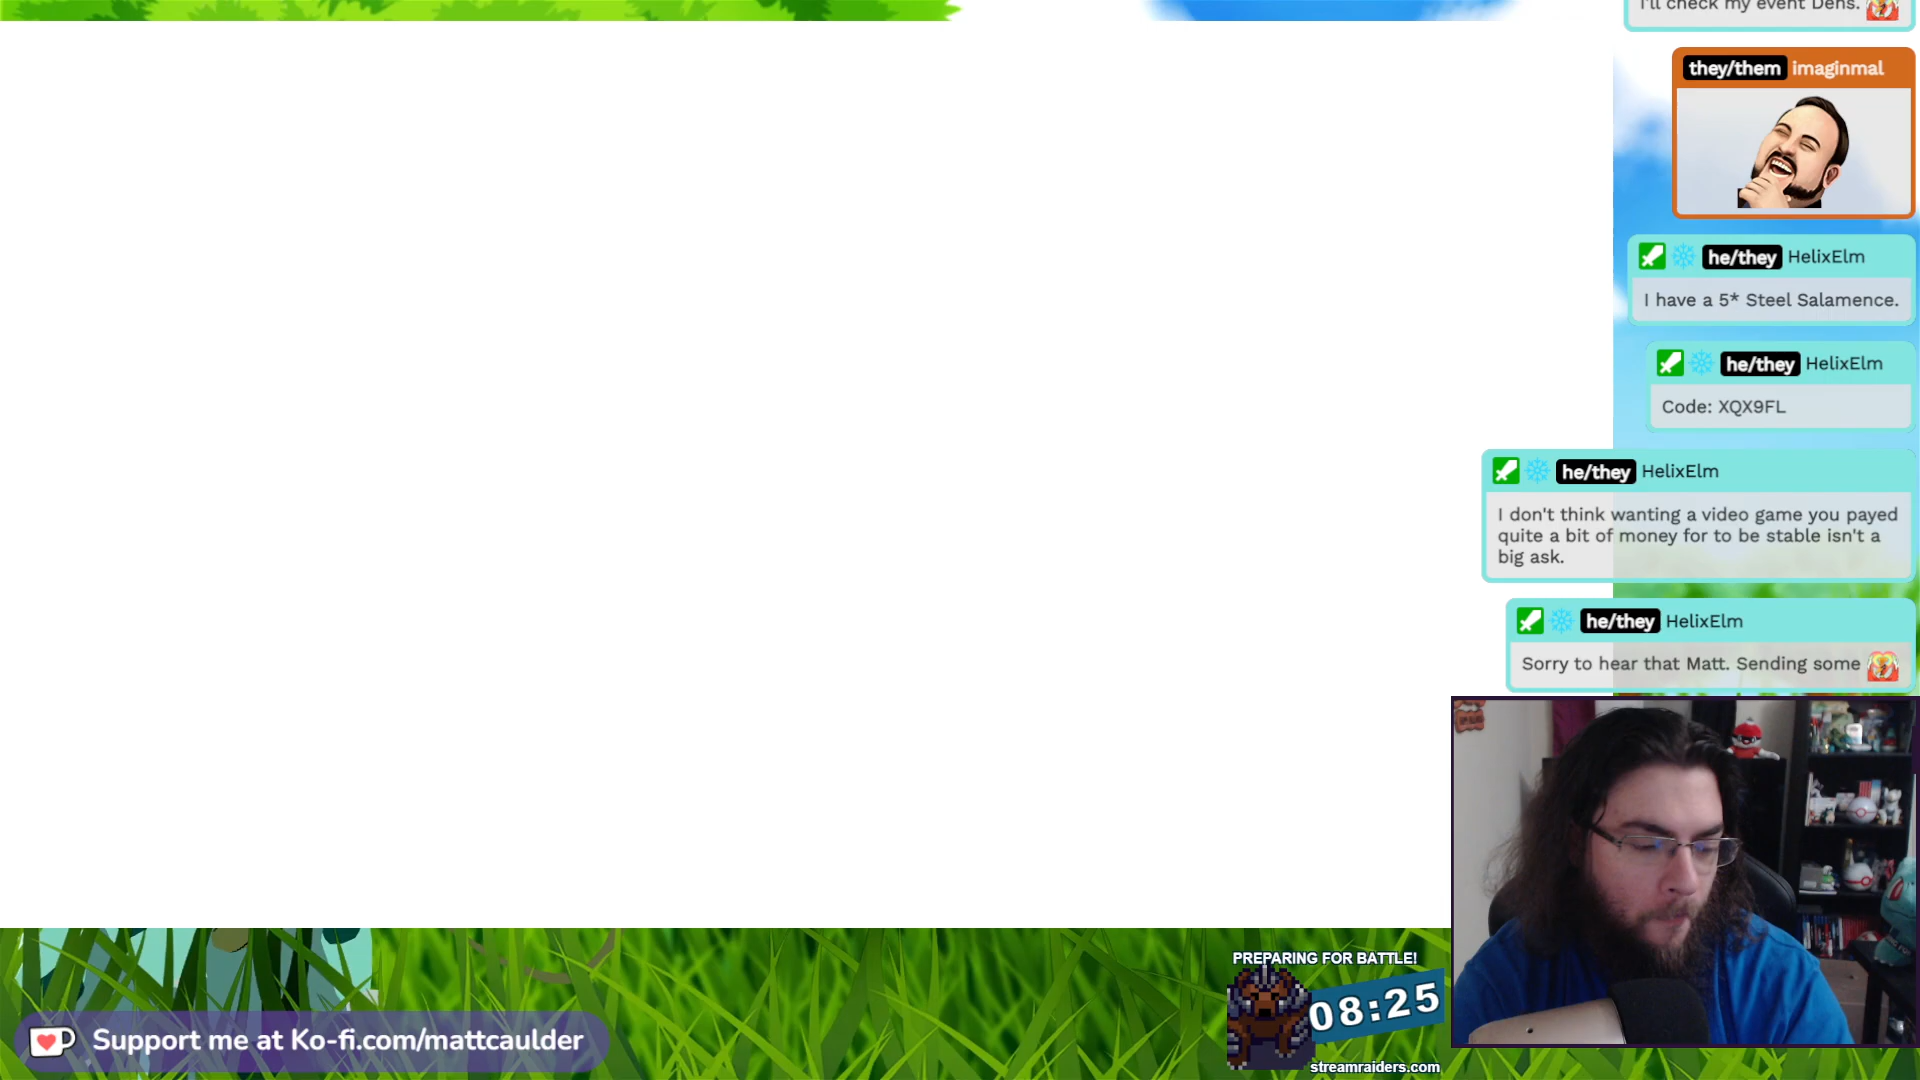 I'll check my event Dens.
they/them imaginmal
he/they HelixElm
I have a 5* Steel Salamence.
he/they HelixElm
Code: XQX9FL
he/they HelixElm
I don't think wanting a video game you payed
quite a bit of money for to be stable isn't a
big ask.
he/they HelixElm
Sorry to hear that Matt. Sending some
PREPARING FOR BATTLE!
08:25
streamraiders.com
Support me at Ko-fi.com/mattcaulder